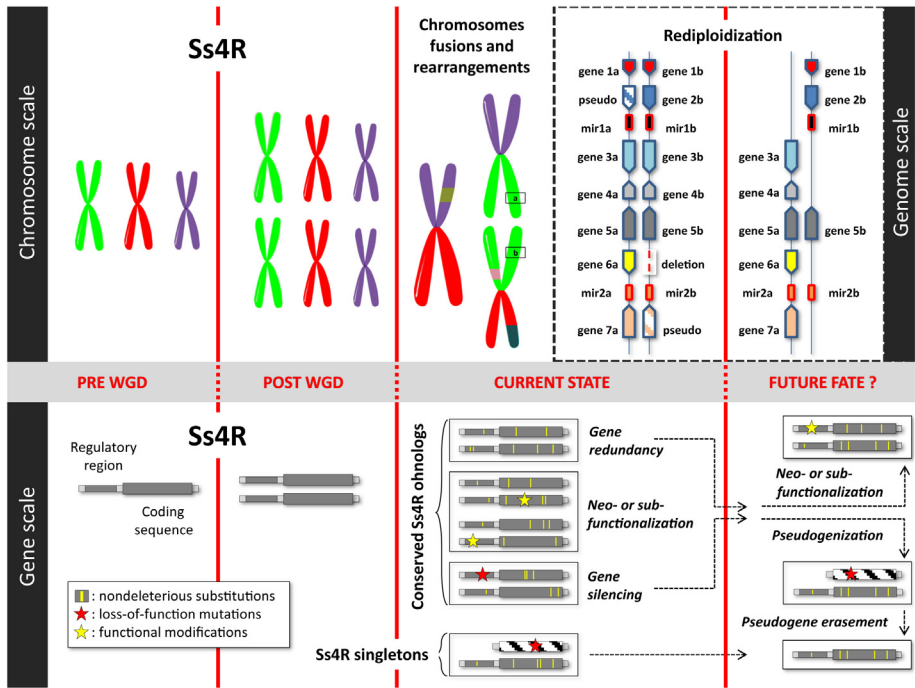 Chromosome scale
Ss4R
Chromosomes
fusions and
rearrangements
a
b
Rediploidization
gene 1a
gene 1b
pseudo
gene 2b
mir1a
mir1b
gene 3a
gene 3b
gene 4a
gene 4b
gene 5a
gene 5b
gene 6a
deletion
mir2a
mir2b
gene 7a
pseudo
gene 1b
gene 2b
mir1b
gene 3a
gene 4a
gene 5a
gene 5b
gene 6a
mir2a
mir2b
gene 7a
Genome scale
PRE WGD
POST WGD
CURRENT STATE
FUTURE FATE ?
Gene scale
Ss4R
Regulatory
region
Coding
sequence
: nondeleterious substitutions
: loss-of-function mutations
: functional modifications
Conserved Ss4R ohnologs
Gene
redundancy
Neo- or sub-
functionalization
Gene
silencing
Ss4R singletons
Neo- or sub-
functionalization
Pseudogenization
Pseudogene erasement